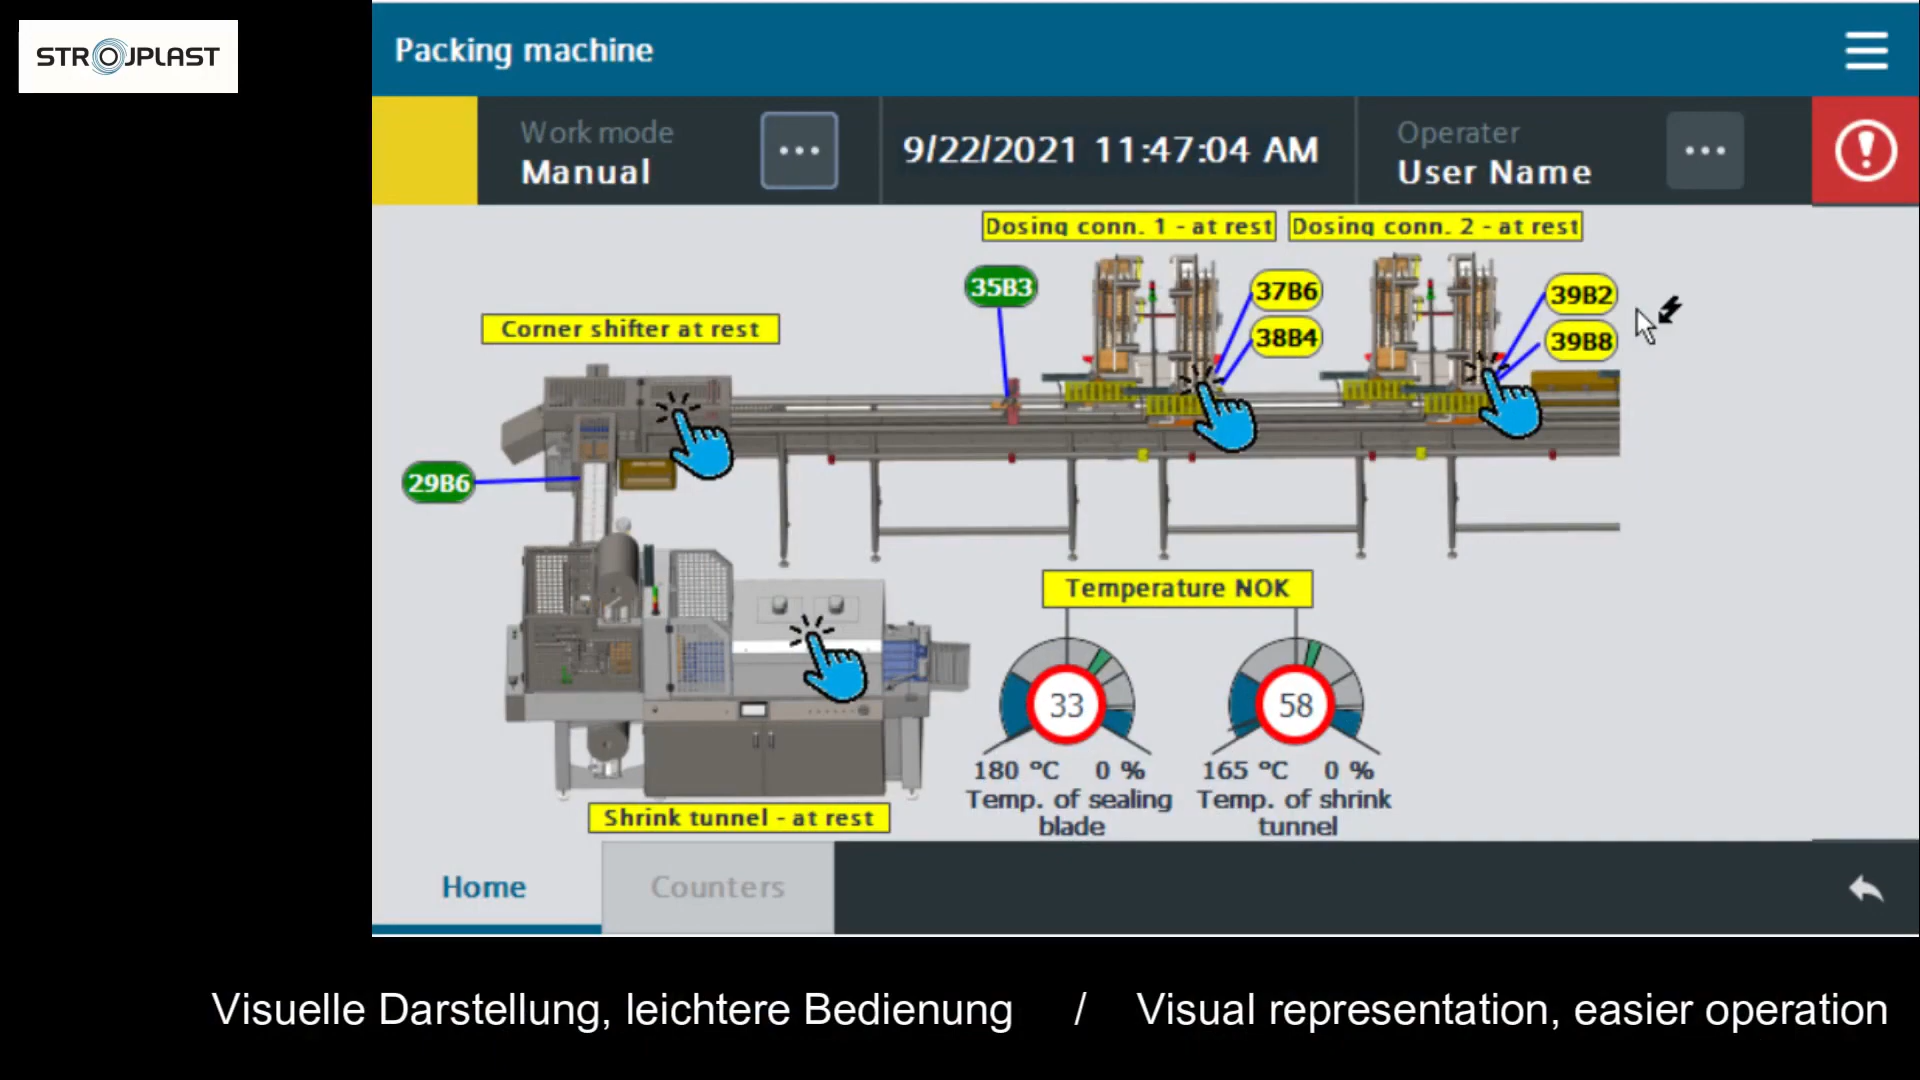 STROJPLAST
Packing machine
Work mode
Manual
9/22/2021 11:47:04 AM
Operater
User Name
Dosing conn. 1 - at rest
Dosing conn. 2 - at rest
35B3
37B6
38B4
39B2
39B8
Corner shifter at rest
29B6
Temperature NOK
33
58
180 °C 0 %
165 °C 0 %
Temp. of sealing
blade
Temp. of shrink
tunnel
Shrink tunnel - at rest
Home
Counters
Visuelle Darstellung, leichtere Bedienung / Visual representation, easier operation